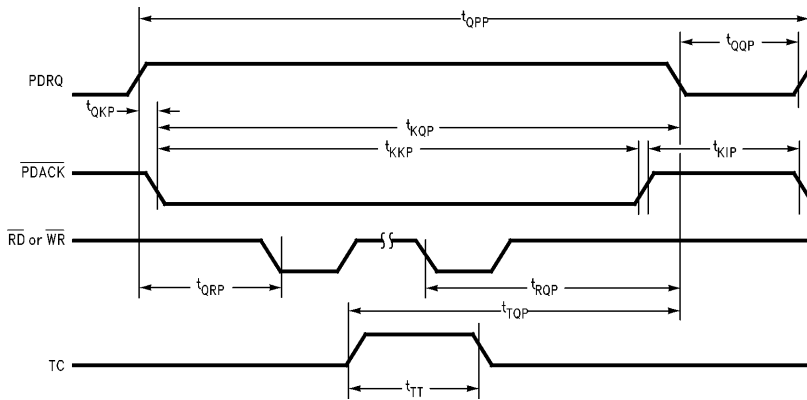 tQPP
tQQP
PDRQ
tQKP
tKQP
tKKP
tKIP
PDACK
RD or WR
tQRP
tRQP
tTQP
TC
tTT